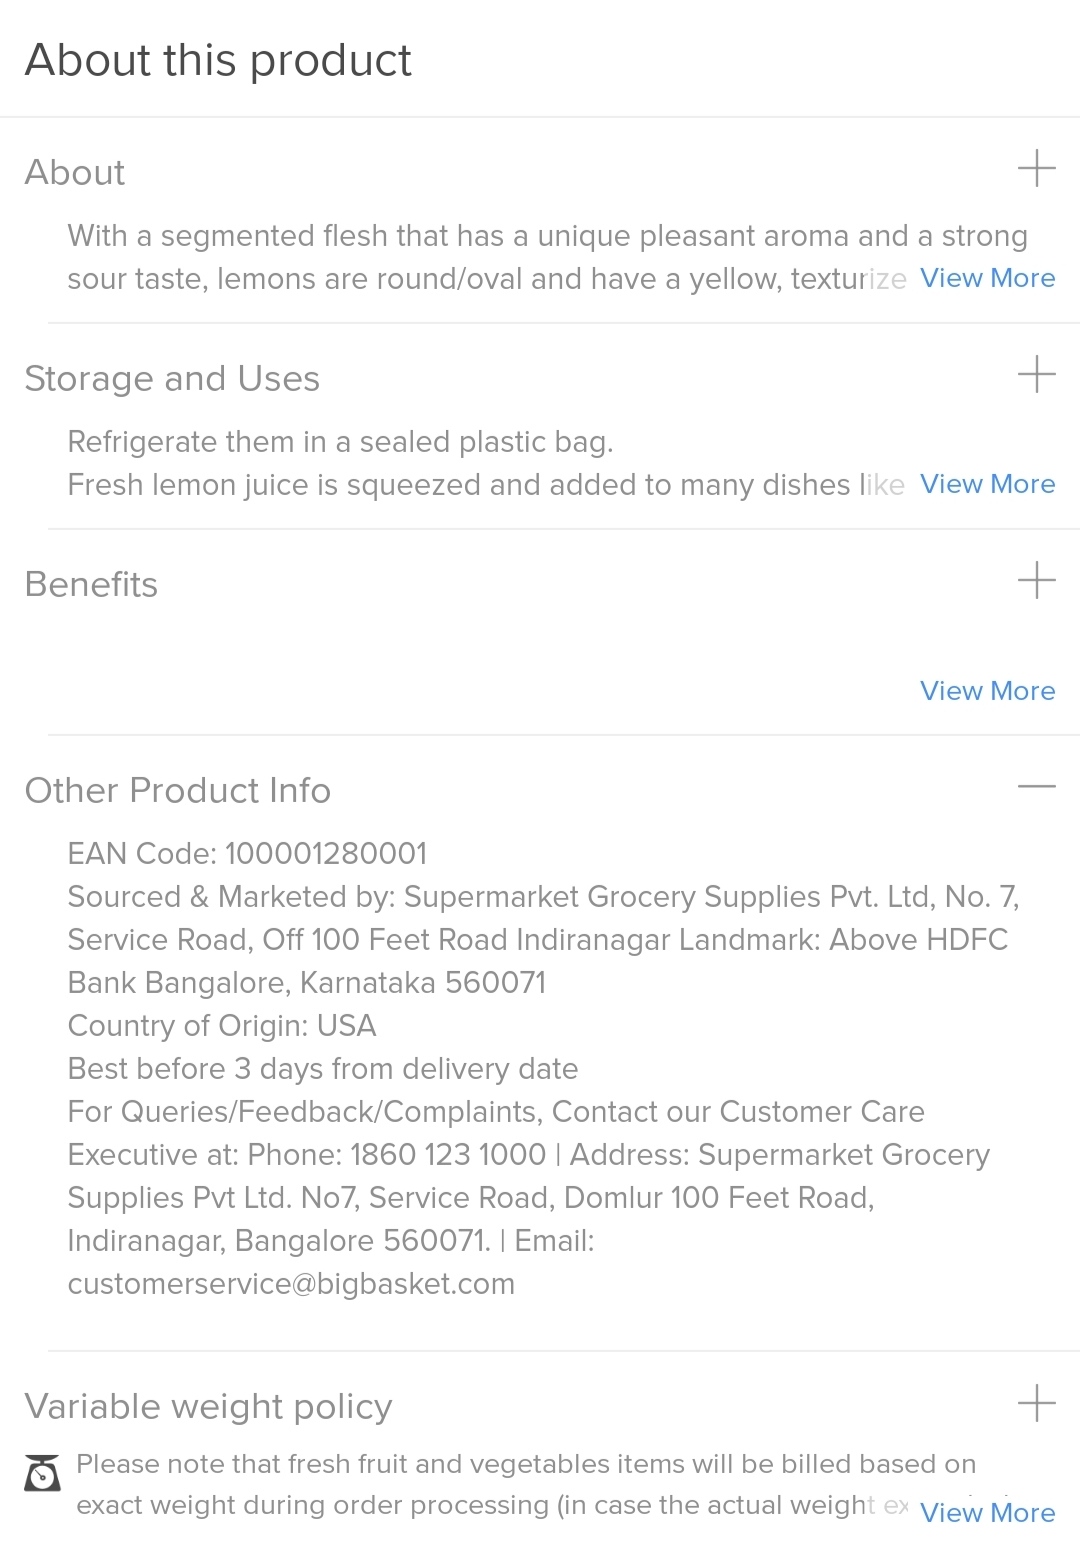 About this product
About
With a segmented flesh that has a unique pleasant aroma and a strong
sour taste, lemons are round/oval and have a yellow, texturize View More
Storage and Uses
Refrigerate them in a sealed plastic bag.
Fresh lemon juice is squeezed and added to many dishes like View More
Benefits
View More
Other Product Info
EAN Code: 100001280001
Sourced & Marketed by: Supermarket Grocery Supplies Pvt. Ltd, No. 7,
Service Road, Off 100 Feet Road Indiranagar Landmark: Above HDFC
Bank Bangalore, Karnataka 560071
Country of Origin: USA
Best before 3 days from delivery date
For Queries/Feedback/Complaints, Contact our Customer Care
Executive at: Phone: 1860 123 1000 | Address: Supermarket Grocery
Supplies Pvt Ltd. No7, Service Road, Domlur 100 Feet Road,
Indiranagar, Bangalore 560071. | Email:
customerservice@bigbasket.com
Variable weight policy
Please note that fresh fruit and vegetables items will be billed based on
exact weight during order processing (in case the actual weight View More